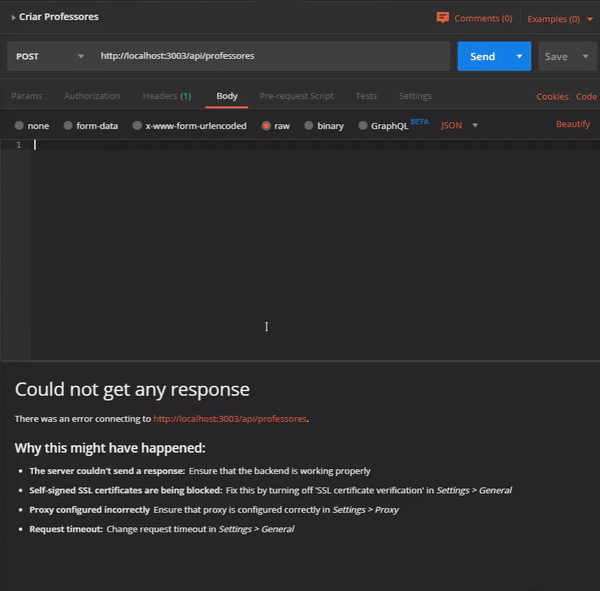 Criar Professores Comments (0) Examples (0)
POST http://localhost:3003/api/professores Send Save
Params Authorization Headers (1) Body Pre-request Script Tests Settings Cookies Code
none form-data x-www-form-urlencoded raw binary GraphQL BETA JSON Beautify
1
Could not get any response
There was an error connecting to http://localhost:3003/api/professores.
Why this might have happened:
• The server couldn't send a response: Ensure that the backend is working properly
• Self-signed SSL certificates are being blocked: Fix this by turning off 'SSL certificate verification' in Settings > General
• Proxy configured incorrectly Ensure that proxy is configured correctly in Settings > Proxy
• Request timeout: Change request timeout in Settings > General